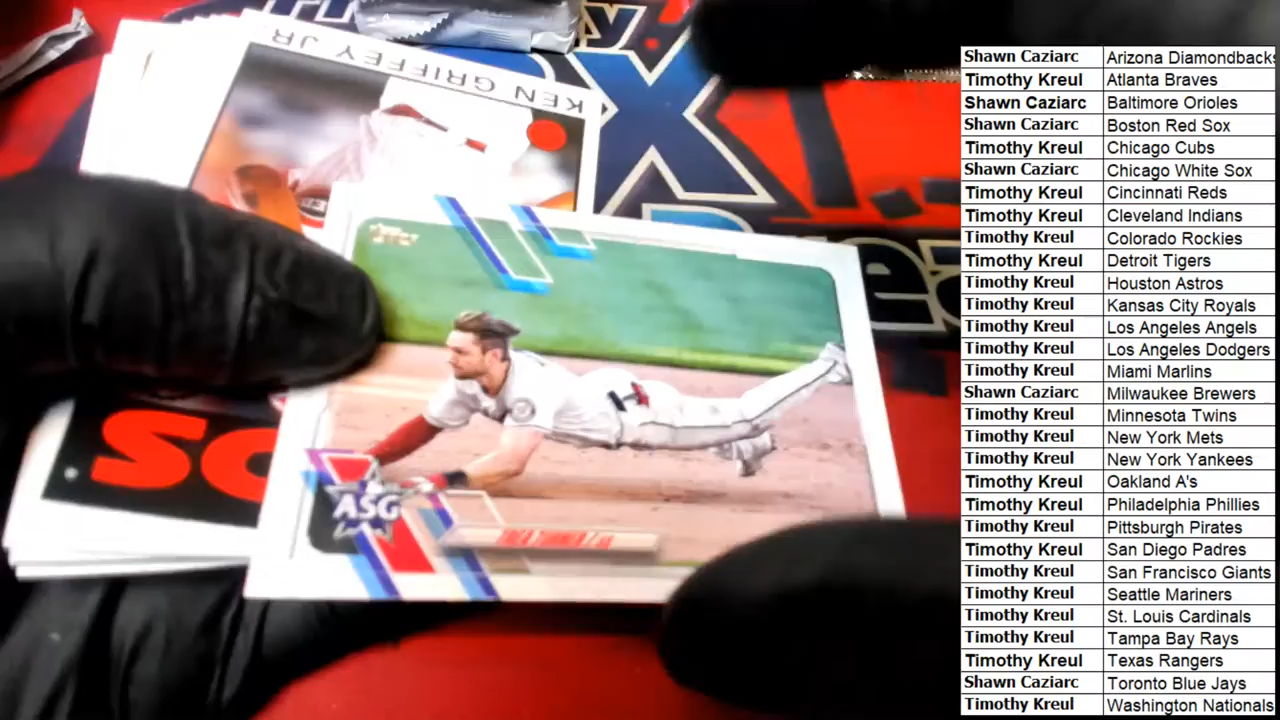 KEN GRIFFEY JR
ASG
SO
Shawn Caziarc Arizona Diamondbacks
Timothy Kreul Atlanta Braves
Shawn Caziarc Baltimore Orioles
Shawn Caziarc Boston Red Sox
Timothy Kreul Chicago Cubs
Shawn Caziarc Chicago White Sox
Timothy Kreul Cincinnati Reds
Timothy Kreul Cleveland Indians
Timothy Kreul Colorado Rockies
Timothy Kreul Detroit Tigers
Timothy Kreul Houston Astros
Timothy Kreul Kansas City Royals
Timothy Kreul Los Angeles Angels
Timothy Kreul Los Angeles Dodgers
Timothy Kreul Miami Marlins
Shawn Caziarc Milwaukee Brewers
Timothy Kreul Minnesota Twins
Timothy Kreul New York Mets
Timothy Kreul New York Yankees
Timothy Kreul Oakland A's
Timothy Kreul Philadelphia Phillies
Timothy Kreul Pittsburgh Pirates
Timothy Kreul San Diego Padres
Timothy Kreul San Francisco Giants
Timothy Kreul Seattle Mariners
Timothy Kreul St. Louis Cardinals
Timothy Kreul Tampa Bay Rays
Timothy Kreul Texas Rangers
Shawn Caziarc Toronto Blue Jays
Timothy Kreul Washington Nationals